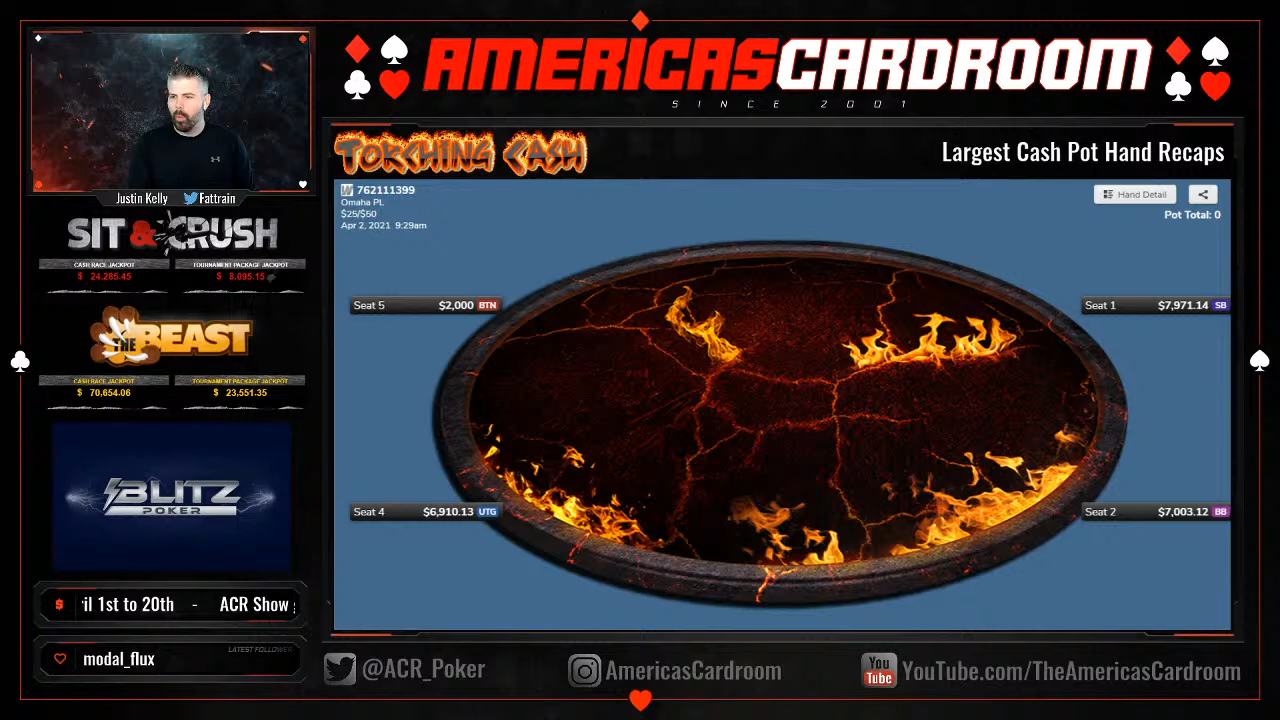 AMERICASCARDROOM
SINCE 2001
TORCHING CASH
Largest Cash Pot Hand Recaps
Justin Kelly Fattrain
SIT & CRUSH
CASH RACE JACKPOT
TOURNAMENT PACKAGE JACKPOT
$ 24,285.45
$ 8,095.15
THE BEAST
CASH RACE JACKPOT
TOURNAMENT PACKAGE JACKPOT
$ 70,654.06
$ 23,551.35
BLITZ
POKER
$ il 1st to 20th - ACR Show
LATEST FOLLOWER
modal_flux
W 762111399
Omaha PL
$25/$50
Apr 2, 2021 9:29am
Hand Detail
Pot Total: 0
Seat 5 $2,000 BTN
Seat 1 $7,971.14 SB
Seat 4 $6,910.13 UTG
Seat 2 $7,003.12 BB
@ACR_Poker
AmericasCardroom
You Tube YouTube.com/TheAmericasCardroom